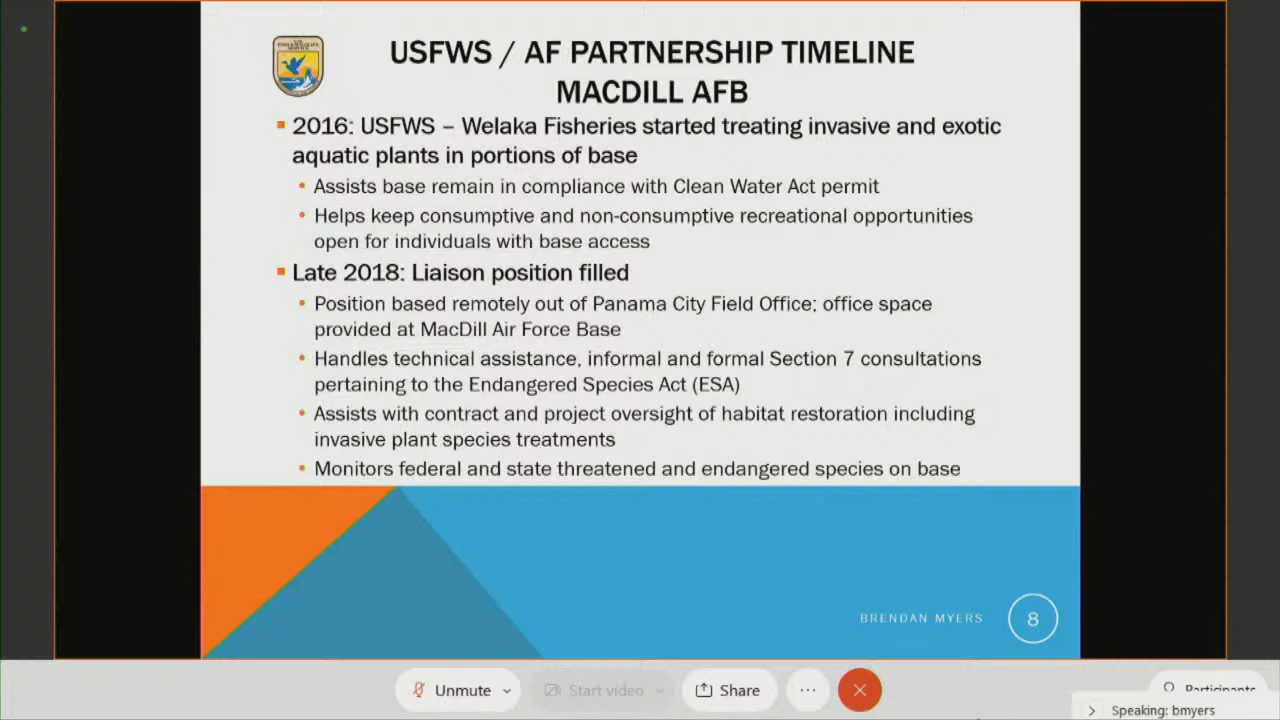 USFWS / AF PARTNERSHIP TIMELINE
MACDILL AFB
2016: USFWS – Welaka Fisheries started treating invasive and exotic
aquatic plants in portions of base
Assists base remain in compliance with Clean Water Act permit
Helps keep consumptive and non-consumptive recreational opportunities
open for individuals with base access
Late 2018: Liaison position filled
Position based remotely out of Panama City Field Office; office space
provided at MacDill Air Force Base
Handles technical assistance, informal and formal Section 7 consultations
pertaining to the Endangered Species Act (ESA)
Assists with contract and project oversight of habitat restoration including
invasive plant species treatments
Monitors federal and state threatened and endangered species on base
BRENDAN MYERS 8
Unmute Start video Share Participants
Speaking: bmyers